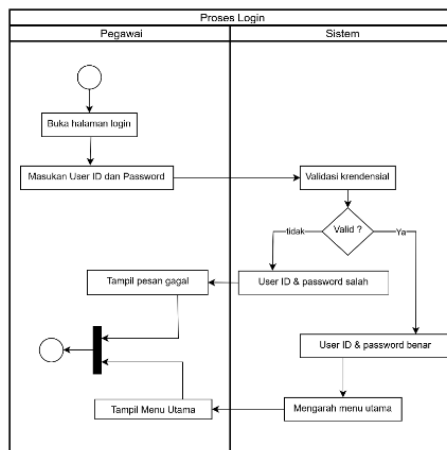 Proses Login
Pegawai
Sistem
Buka halaman login
Masukan User ID dan Password
Validasi krendensial
Valid ?
tidak
Ya
Tampil pesan gagal
User ID & password salah
User ID & password benar
Tampil Menu Utama
Mengarah menu utama